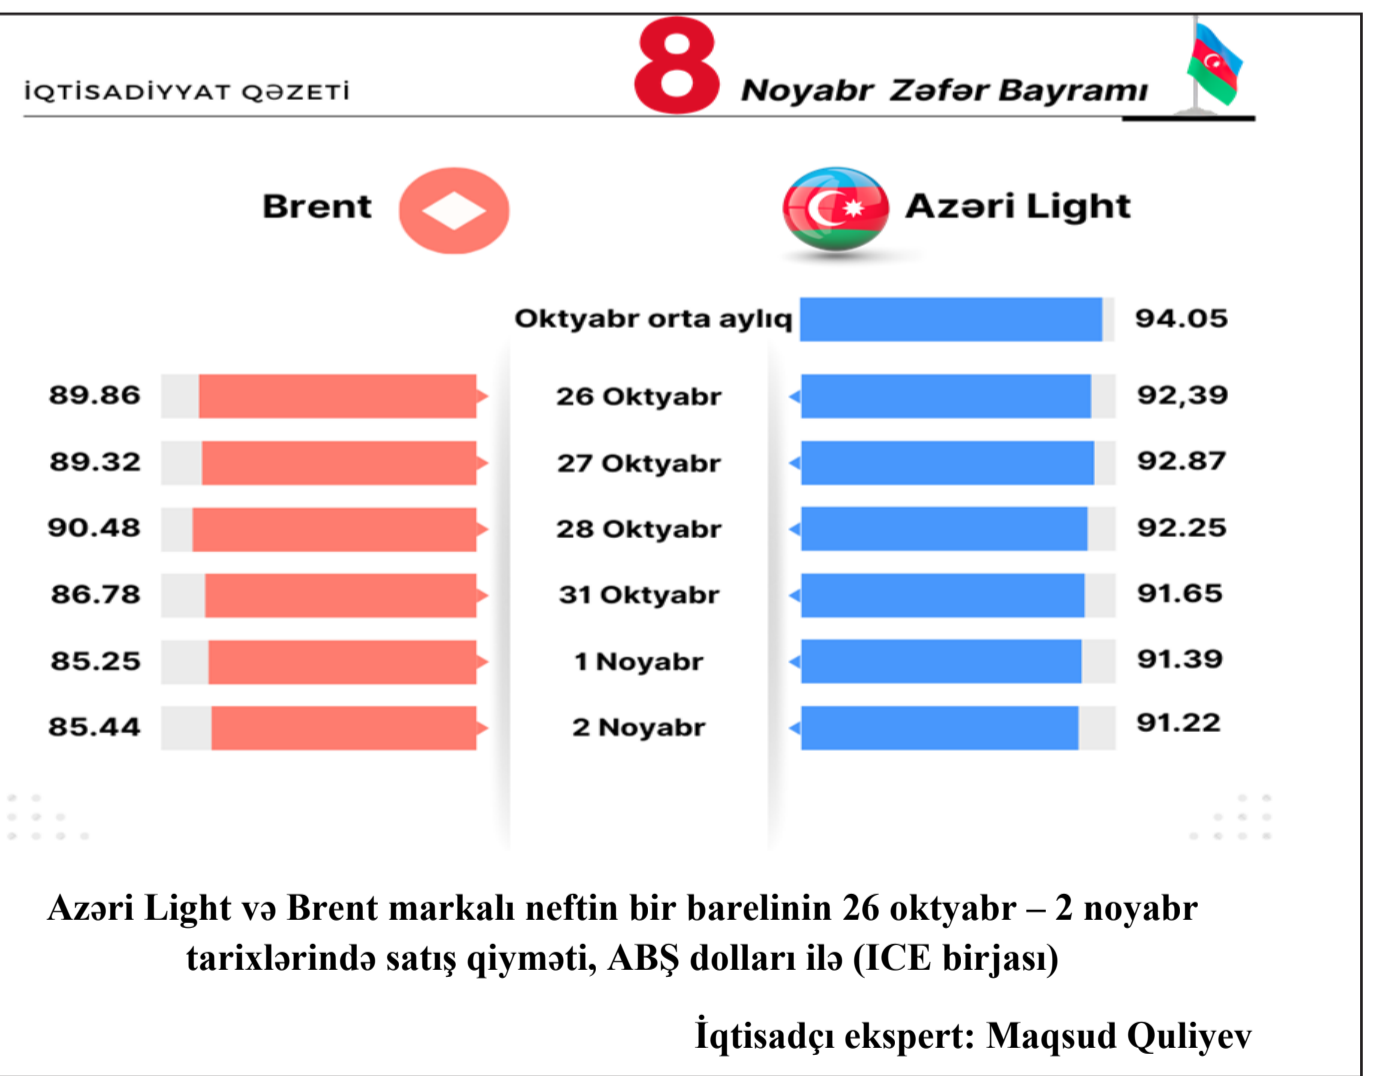 İQTİSADİYYAT QƏZETİ
8 Noyabr Zəfər Bayramı
Brent
Azəri Light
Oktyabr orta aylıq 94.05
89.86 26 Oktyabr 92,39
89.32 27 Oktyabr 92.87
90.48 28 Oktyabr 92.25
86.78 31 Oktyabr 91.65
85.25 1 Noyabr 91.39
85.44 2 Noyabr 91.22
Azəri Light və Brent markalı neftin bir barelinin 26 oktyabr – 2 noyabr
tarixlərində satış qiyməti, ABŞ dolları ilə (ICE birjası)
İqtisadçı ekspert: Maqsud Quliyev